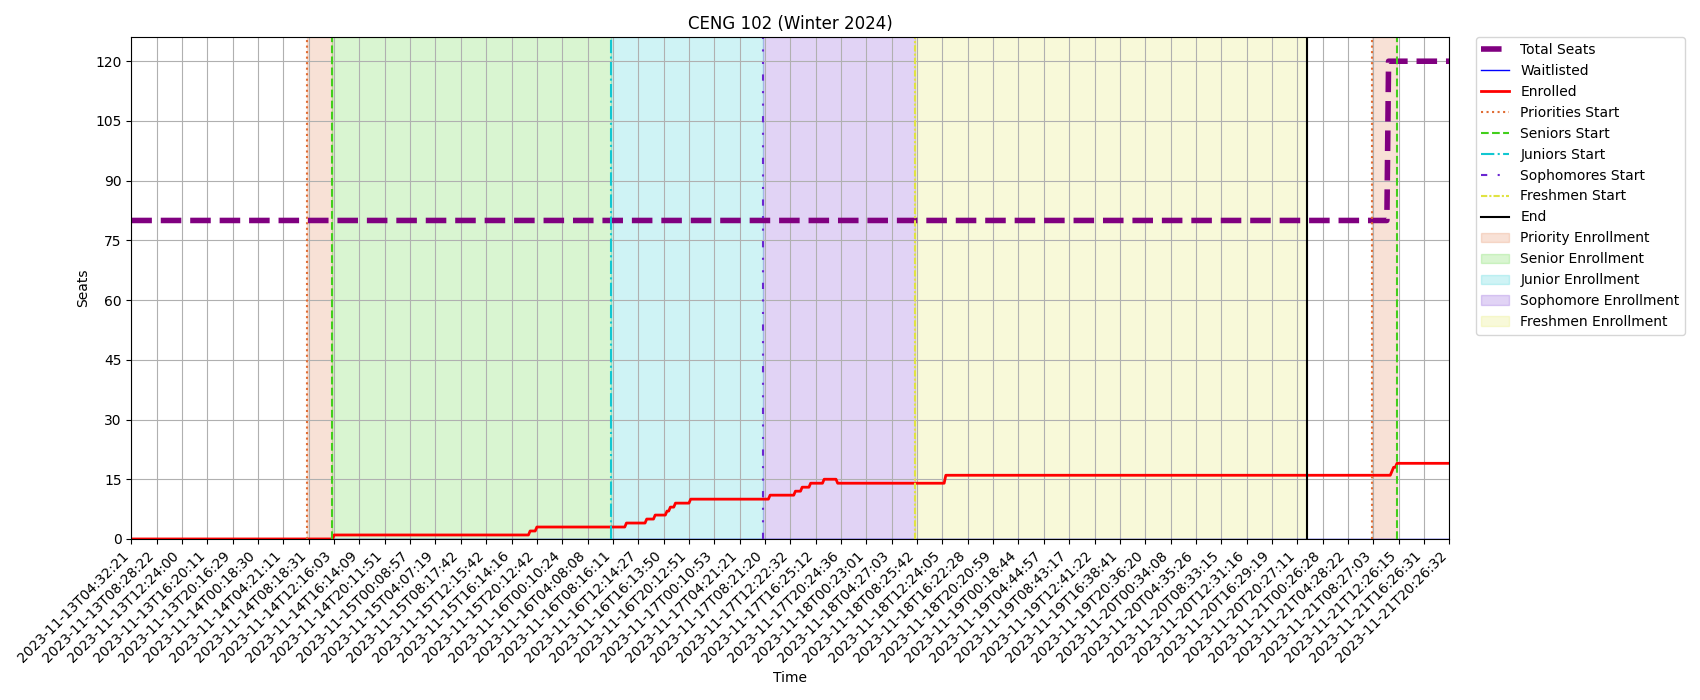 CENG 102 (Winter 2024)
Seats
120
105
90
75
60
45
30
15
0
2023-11-13T04:32:21
2023-11-13T08:28:22
2023-11-13T12:24:00
2023-11-13T16:20:11
2023-11-13T20:16:29
2023-11-14T00:18:30
2023-11-14T04:21:11
2023-11-14T08:18:31
2023-11-14T12:16:03
2023-11-14T16:14:09
2023-11-14T20:11:51
2023-11-15T00:08:57
2023-11-15T04:07:19
2023-11-15T08:17:42
2023-11-15T12:15:42
2023-11-15T16:14:16
2023-11-15T20:12:42
2023-11-16T00:10:24
2023-11-16T04:08:08
2023-11-16T08:16:11
2023-11-16T12:14:27
2023-11-16T16:13:50
2023-11-16T20:12:51
2023-11-17T00:10:53
2023-11-17T04:21:21
2023-11-17T08:21:20
2023-11-17T12:22:32
2023-11-17T16:25:12
2023-11-17T20:24:36
2023-11-18T00:23:01
2023-11-18T04:27:03
2023-11-18T08:25:42
2023-11-18T12:24:05
2023-11-18T16:22:28
2023-11-18T20:20:59
2023-11-19T00:18:44
2023-11-19T04:44:57
2023-11-19T08:43:17
2023-11-19T12:41:22
2023-11-19T16:38:41
2023-11-19T20:36:20
2023-11-20T00:34:08
2023-11-20T04:35:26
2023-11-20T08:33:15
2023-11-20T12:31:16
2023-11-20T16:29:19
2023-11-20T20:27:11
2023-11-21T00:26:28
2023-11-21T04:28:22
2023-11-21T08:27:03
2023-11-21T12:26:15
2023-11-21T16:26:31
2023-11-21T20:26:32
Time
Total Seats
Waitlisted
Enrolled
Priorities Start
Seniors Start
Juniors Start
Sophomores Start
Freshmen Start
End
Priority Enrollment
Senior Enrollment
Junior Enrollment
Sophomore Enrollment
Freshmen Enrollment